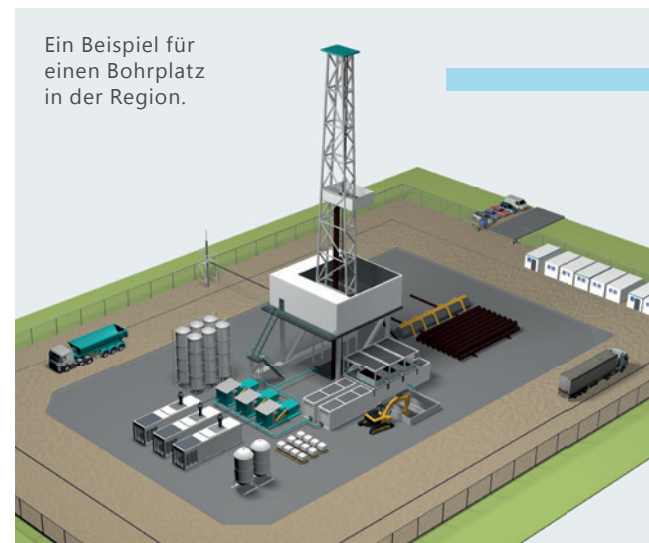 Ein Beispiel für
einen Bohrplatz
in der Region.